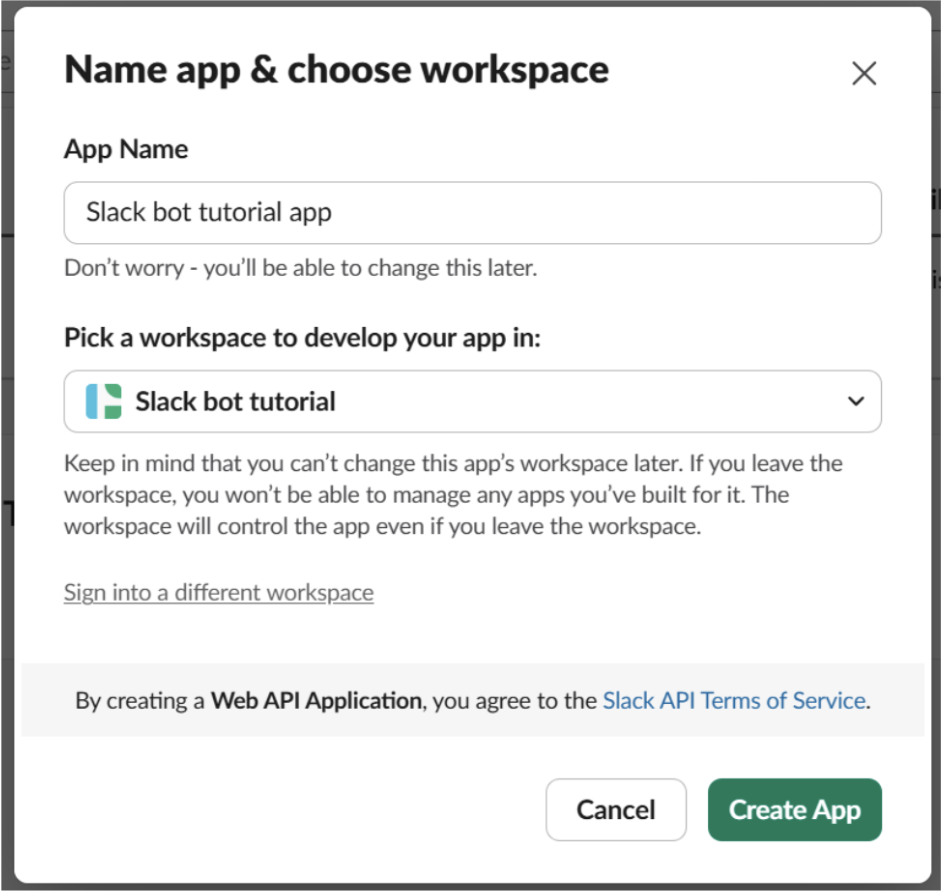 Name app & choose workspace
App Name
Slack bot tutorial app
Don’t worry - you’ll be able to change this later.
Pick a workspace to develop your app in:
Slack bot tutorial
Keep in mind that you can’t change this app’s workspace later. If you leave the
workspace, you won’t be able to manage any apps you’ve built for it. The
workspace will control the app even if you leave the workspace.
Sign into a different workspace
By creating a Web API Application, you agree to the Slack API Terms of Service.
Cancel
Create App